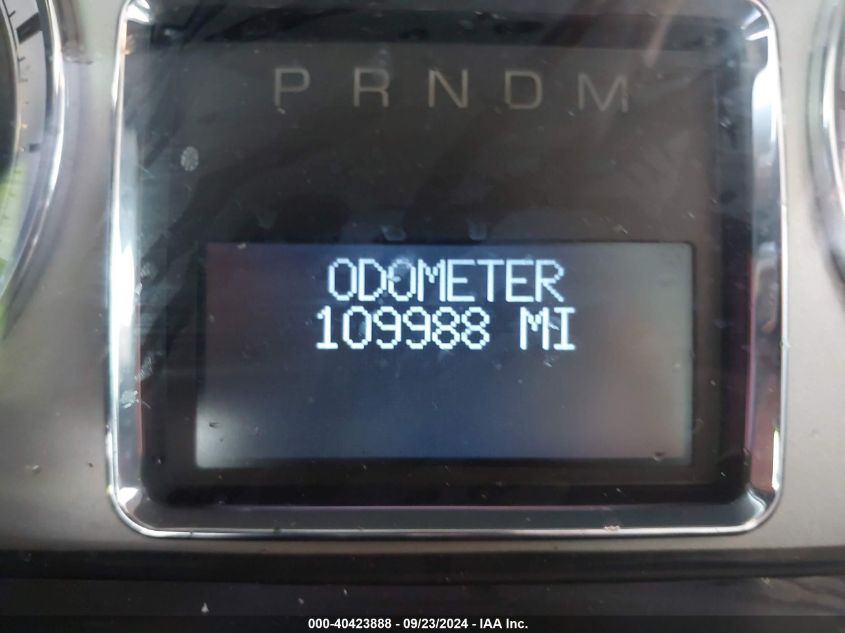 P R N D M
ODOMETER
109988 MI
000-40423888 - 09/23/2024 - IAA Inc.